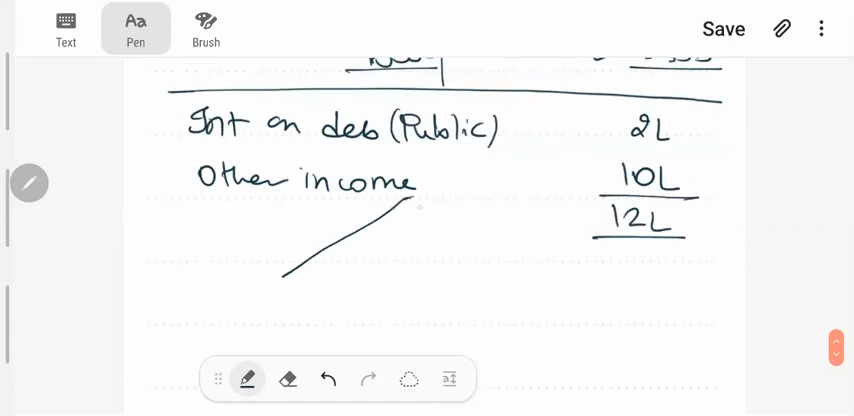 Text
Pen
Brush
Save
Int on deb (Public) 2L
Other income 10L
12L